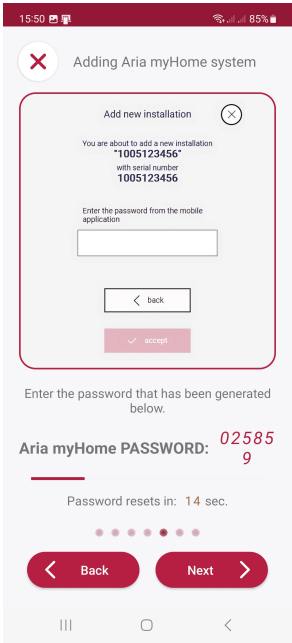 15:50 85%
Adding Aria myHome system
Add new installation
You are about to add a new installation
"1005123456"
with serial number
1005123456
Enter the password from the mobile
application
back
accept
Enter the password that has been generated
below.
Aria myHome PASSWORD: 02585
9
Password resets in: 14 sec.
Back Next